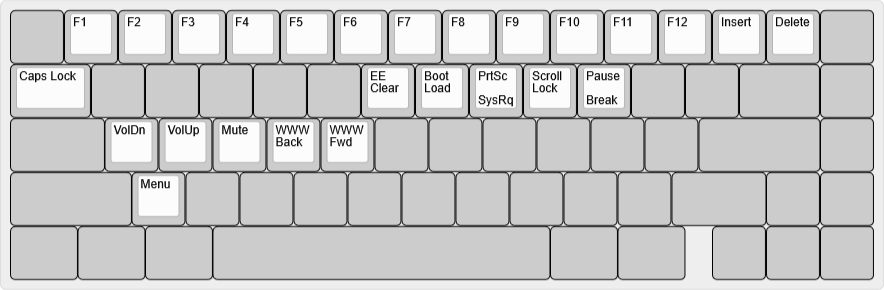 F1 F2 F3 F4 F5 F6 F7 F8 F9 F10 F11 F12 Insert Delete
Caps Lock EE Boot PrtSc Scroll Pause
Clear Load Lock
SysRq Break
VolDn VolUp Mute WWW WWW
Back Fwd
Menu